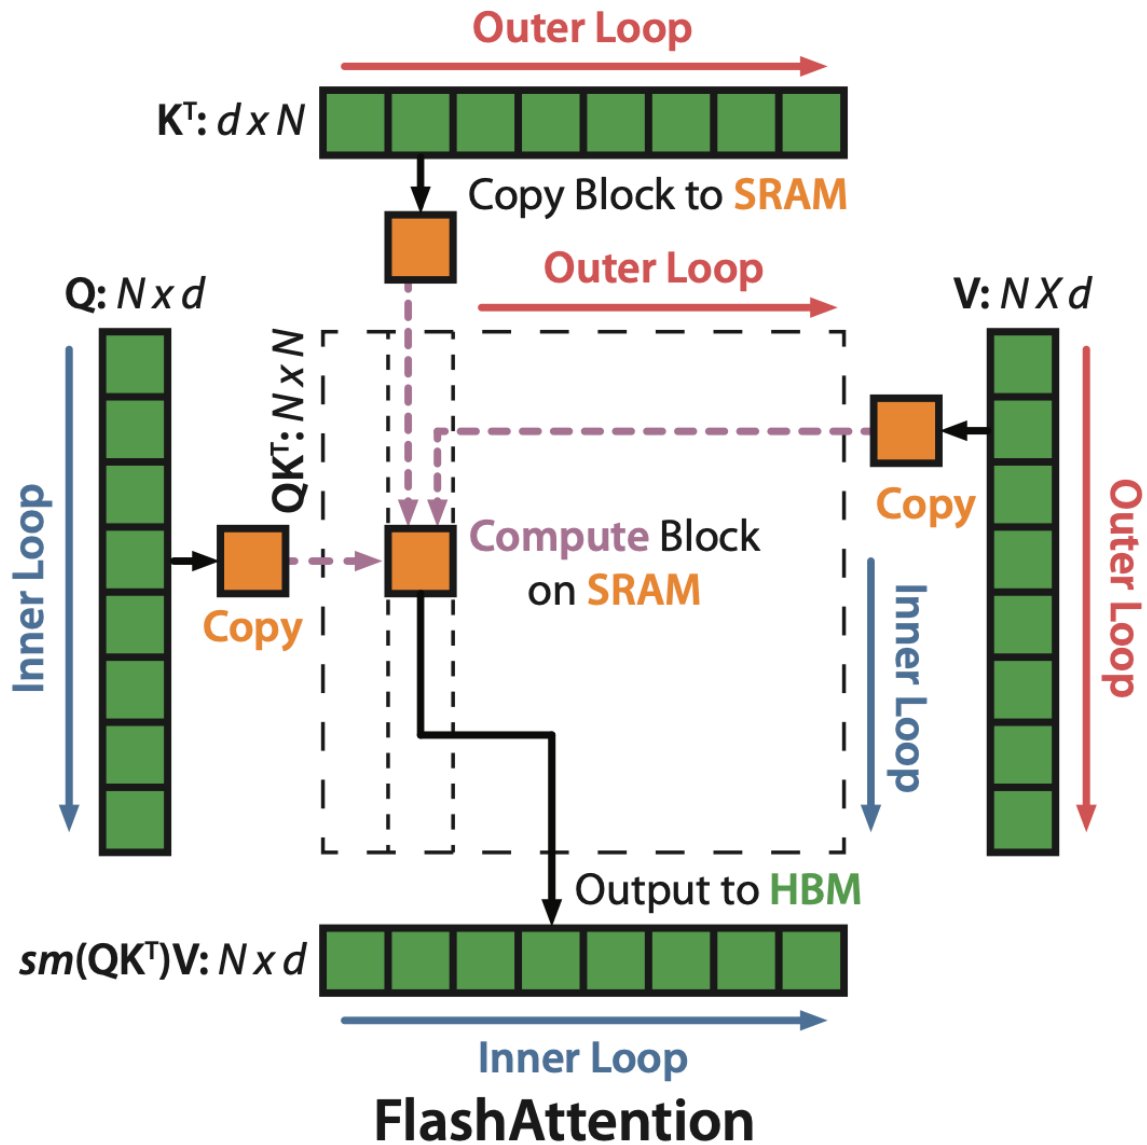 Outer Loop
Kᵀ: d x N
Copy Block to SRAM
Outer Loop
Q: N x d
V: N X d
QKᵀ: N x N
Inner Loop
Copy
Compute Block
on SRAM
Copy
Inner Loop
Outer Loop
Output to HBM
sm(QKᵀ)V: N x d
Inner Loop
FlashAttention